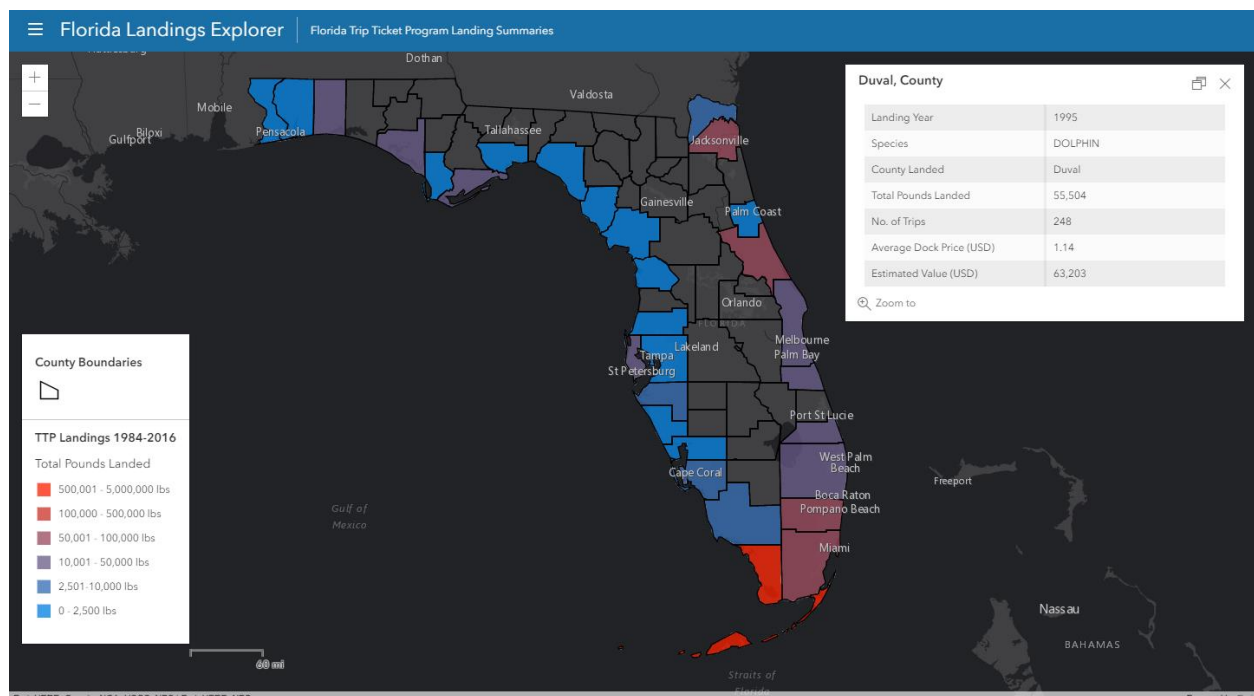 Florida Landings Explorer
Florida Trip Ticket Program Landing Summaries
Dothan
Valdosta
Mobile
Biloxi
Gulfport
Pensacola
Tallahassee
Jacksonville
Gainesville
Palm Coast
Orlando
FLORIDA
Lakeland
Tampa
St Petersburg
Melbourne
Palm Bay
Port St Lucie
Cape Coral
West Palm
Beach
Boca Raton
Pompano Beach
Miami
Freeport
Nassau
BAHAMAS
Gulf of
Mexico
Straits of
Florida
60 mi
Duval, County
Landing Year 1995
Species DOLPHIN
County Landed Duval
Total Pounds Landed 55,504
No. of Trips 248
Average Dock Price (USD) 1.14
Estimated Value (USD) 63,203
Zoom to
County Boundaries
TTP Landings 1984-2016
Total Pounds Landed
500,001 - 5,000,000 lbs
100,000 - 500,000 lbs
50,001 - 100,000 lbs
10,001 - 50,000 lbs
2,501-10,000 lbs
0 - 2,500 lbs